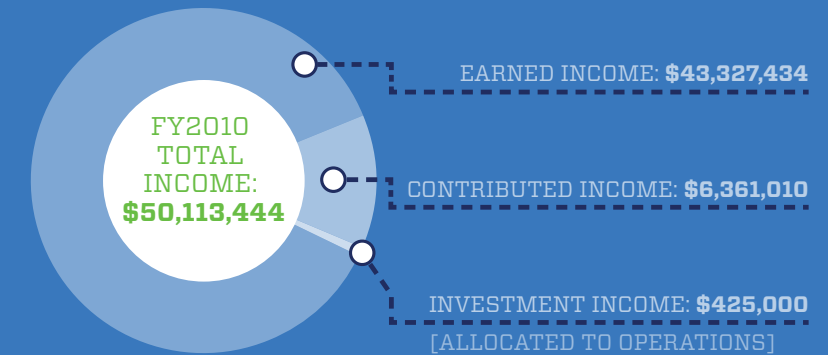 FY2010
TOTAL
INCOME:
$50,113,444
EARNED INCOME: $43,327,434
CONTRIBUTED INCOME: $6,361,010
INVESTMENT INCOME: $425,000
[ALLOCATED TO OPERATIONS]